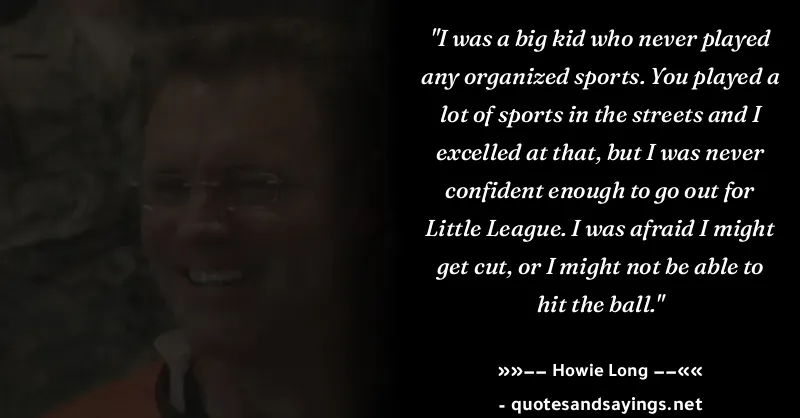 "I was a big kid who never played
any organized sports. You played a
lot of sports in the streets and I
excelled at that, but I was never
confident enough to go out for
Little League. I was afraid I might
get cut, or I might not be able to
hit the ball."
»»–– Howie Long ––««
- quotesandsayings.net